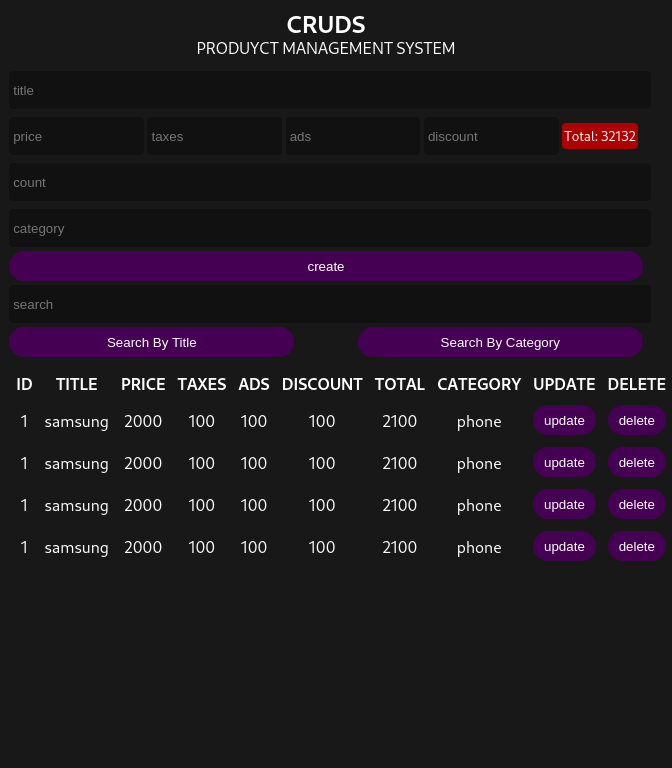 CRUDS
PRODUYCT MANAGEMENT SYSTEM
title
price taxes ads discount Total: 32132
count
category
create
search
Search By Title Search By Category
ID TITLE PRICE TAXES ADS DISCOUNT TOTAL CATEGORY UPDATE DELETE
1 samsung 2000 100 100 100 2100 phone update delete
1 samsung 2000 100 100 100 2100 phone update delete
1 samsung 2000 100 100 100 2100 phone update delete
1 samsung 2000 100 100 100 2100 phone update delete